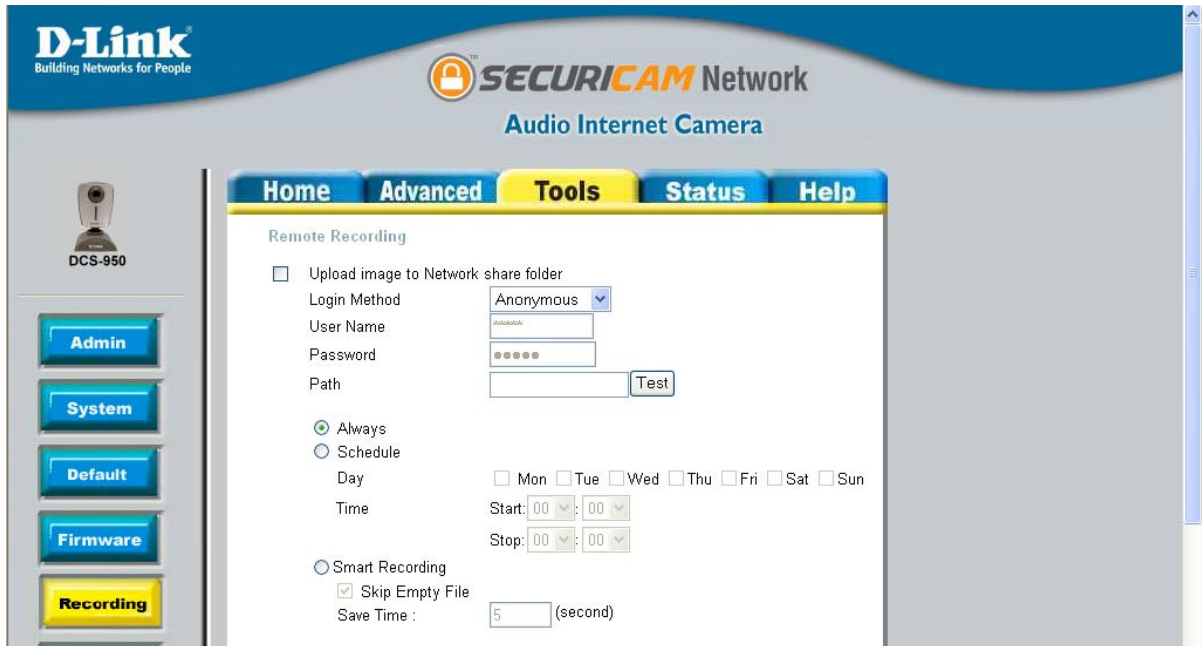 D-Link
Building Networks for People
SECURICAM Network
™
Audio Internet Camera
DCS-950
Home Advanced Tools Status Help
Remote Recording
Upload image to Network share folder
Login Method Anonymous
User Name *****
Password •••••
Path Test
Always
Schedule
Day Mon Tue Wed Thu Fri Sat Sun
Time Start: 00 : 00
Stop: 00 : 00
Smart Recording
Skip Empty File
Save Time : 5 (second)
Admin
System
Default
Firmware
Recording